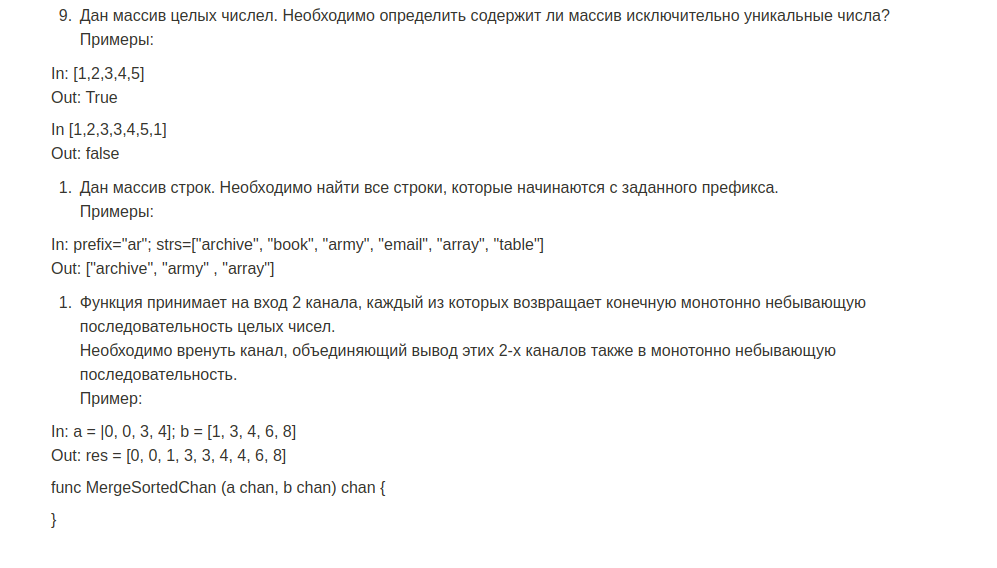 9. Дан массив целых числел. Необходимо определить содержит ли массив исключительно уникальные числа?
Примеры:
In: [1,2,3,4,5]
Out: True
In [1,2,3,3,4,5,1]
Out: false
1. Дан массив строк. Необходимо найти все строки, которые начинаются с заданного префикса.
Примеры:
In: prefix="ar"; strs=["archive", "book", "army", "email", "array", "table"]
Out: ["archive", "army" , "array"]
1. Функция принимает на вход 2 канала, каждый из которых возвращает конечную монотонно небывающую
последовательность целых чисел.
Необходимо вренуть канал, объединяющий вывод этих 2-х каналов также в монотонно небывающую
последовательность.
Пример:
In: a = |0, 0, 3, 4]; b = [1, 3, 4, 6, 8]
Out: res = [0, 0, 1, 3, 3, 4, 4, 6, 8]
func MergeSortedChan (a chan, b chan) chan {
}